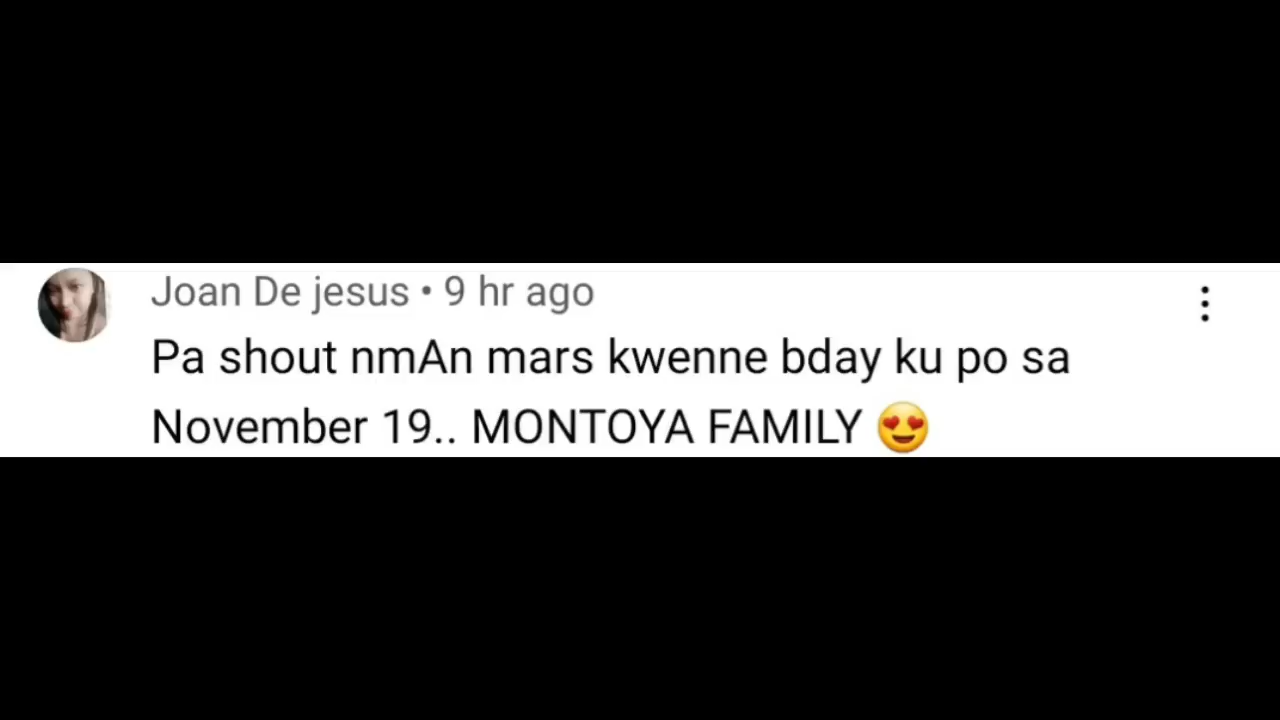 Joan De jesus • 9 hr ago
Pa shout nmAn mars kwenne bday ku po sa
November 19.. MONTOYA FAMILY 😍